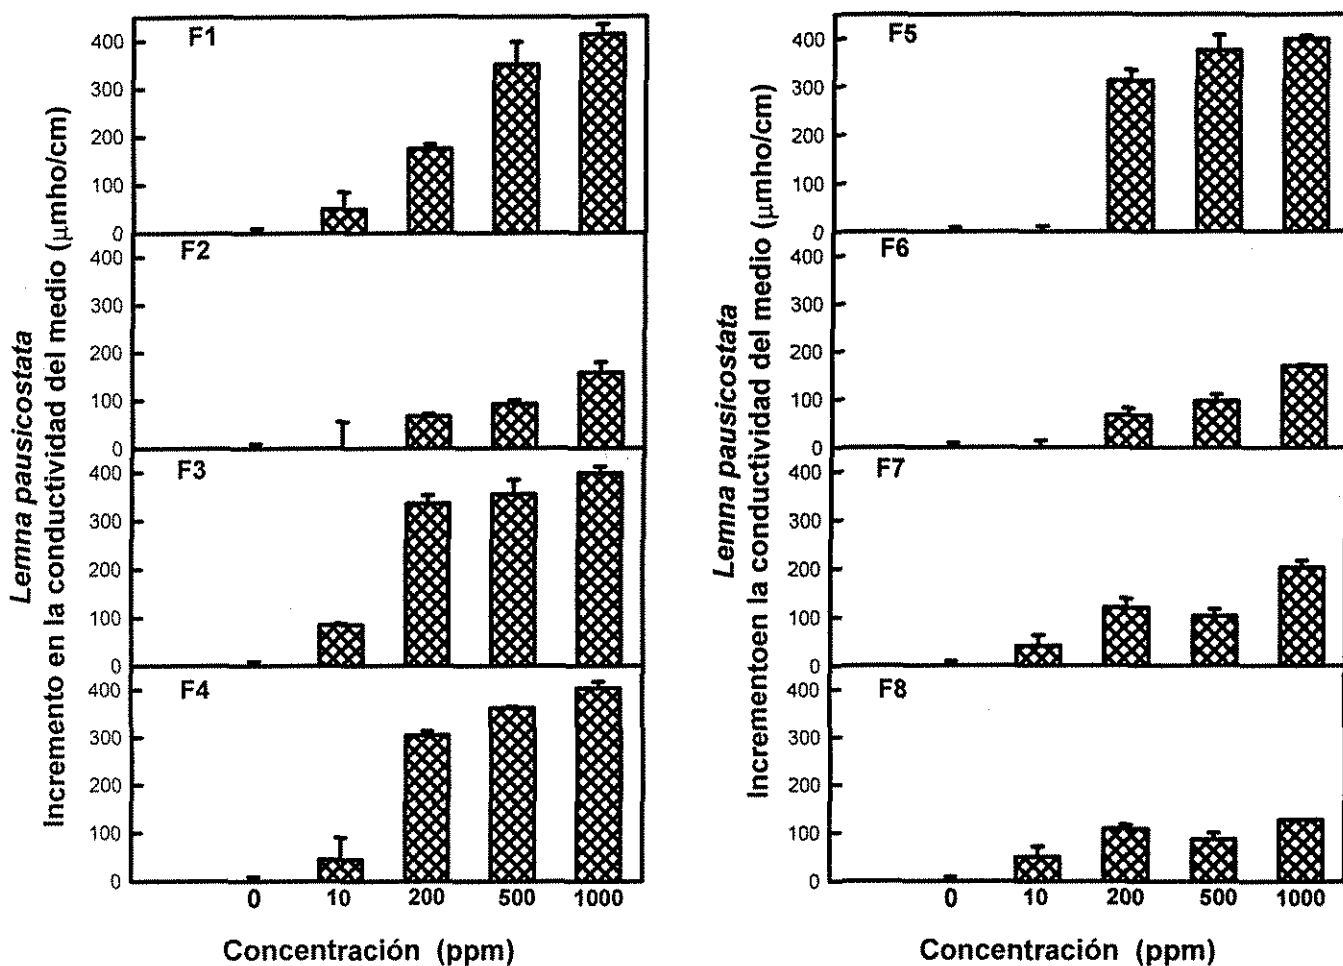 Lemna pausicostata
Incremento en la conductividad del medio (µmho/cm)
F1
400
300
200
100
0
F2
400
300
200
100
0
F3
400
300
200
100
0
F4
400
300
200
100
0
0 10 200 500 1000
Concentración (ppm)
Lemna pausicostata
Incrementoen la conductividad del medio (µmho/cm)
F5
400
300
200
100
0
F6
400
300
200
100
0
F7
400
300
200
100
0
F8
400
300
200
100
0
0 10 200 500 1000
Concentración (ppm)